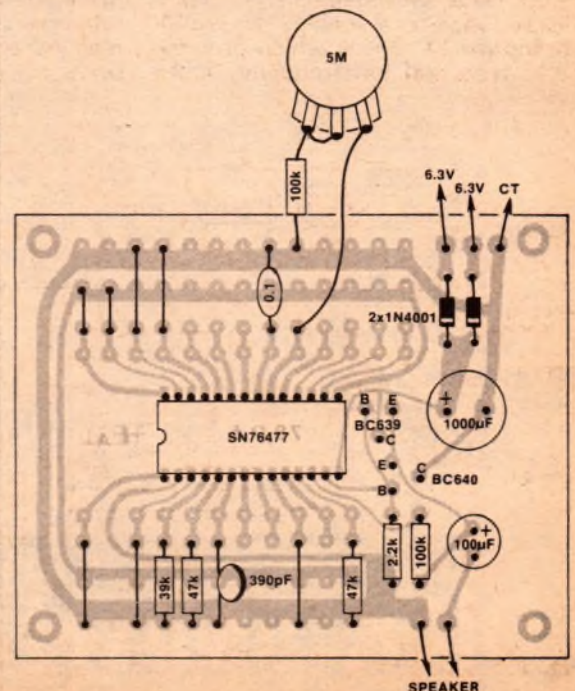 5M
100k
6.3V
6.3V
CT
0.1
2x1N4001
+
1000µF
B E
BC639
C
SN76477
E
C
BC640
B
39k
47k
390pF
47k
2.2k
100k
+
100µF
SPEAKER